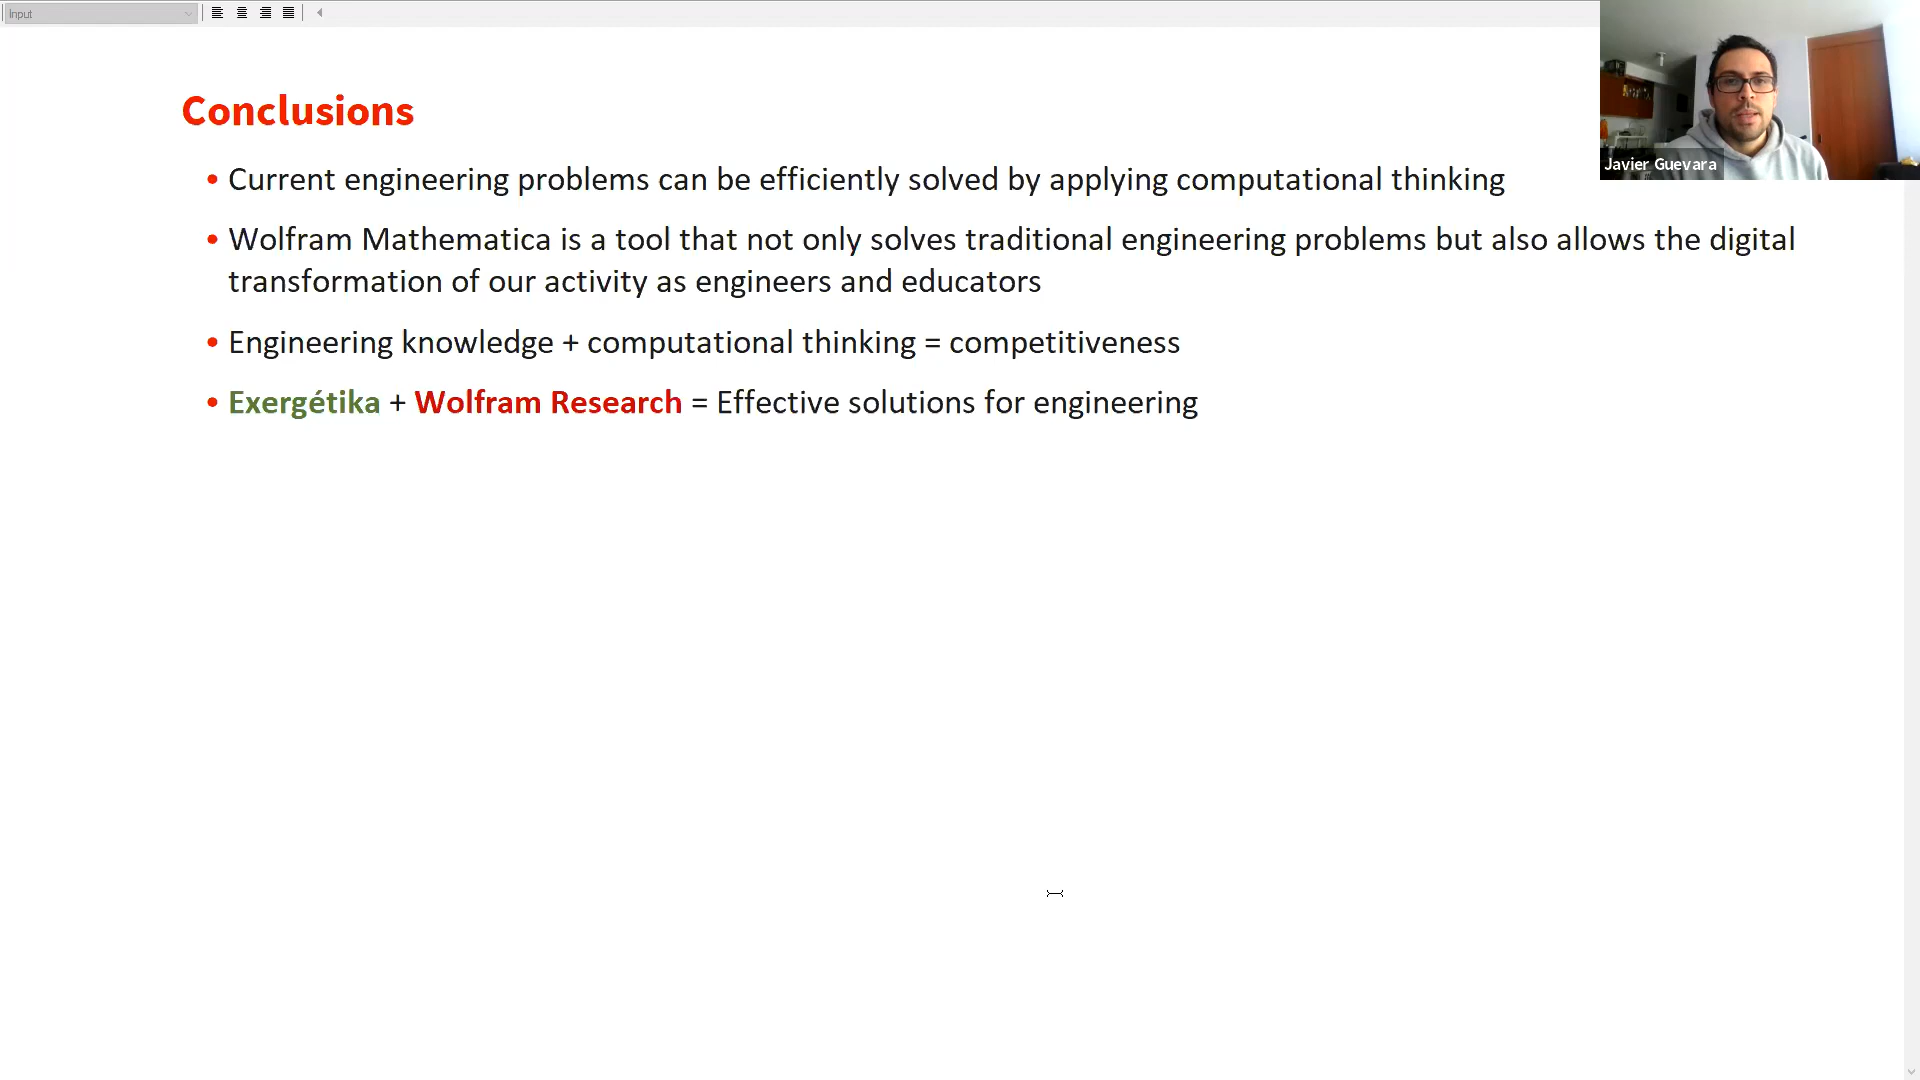 Input
Conclusions
• Current engineering problems can be efficiently solved by applying computational thinking
• Wolfram Mathematica is a tool that not only solves traditional engineering problems but also allows the digital
transformation of our activity as engineers and educators
• Engineering knowledge + computational thinking = competitiveness
• Exergétika + Wolfram Research = Effective solutions for engineering
Javier Guevara